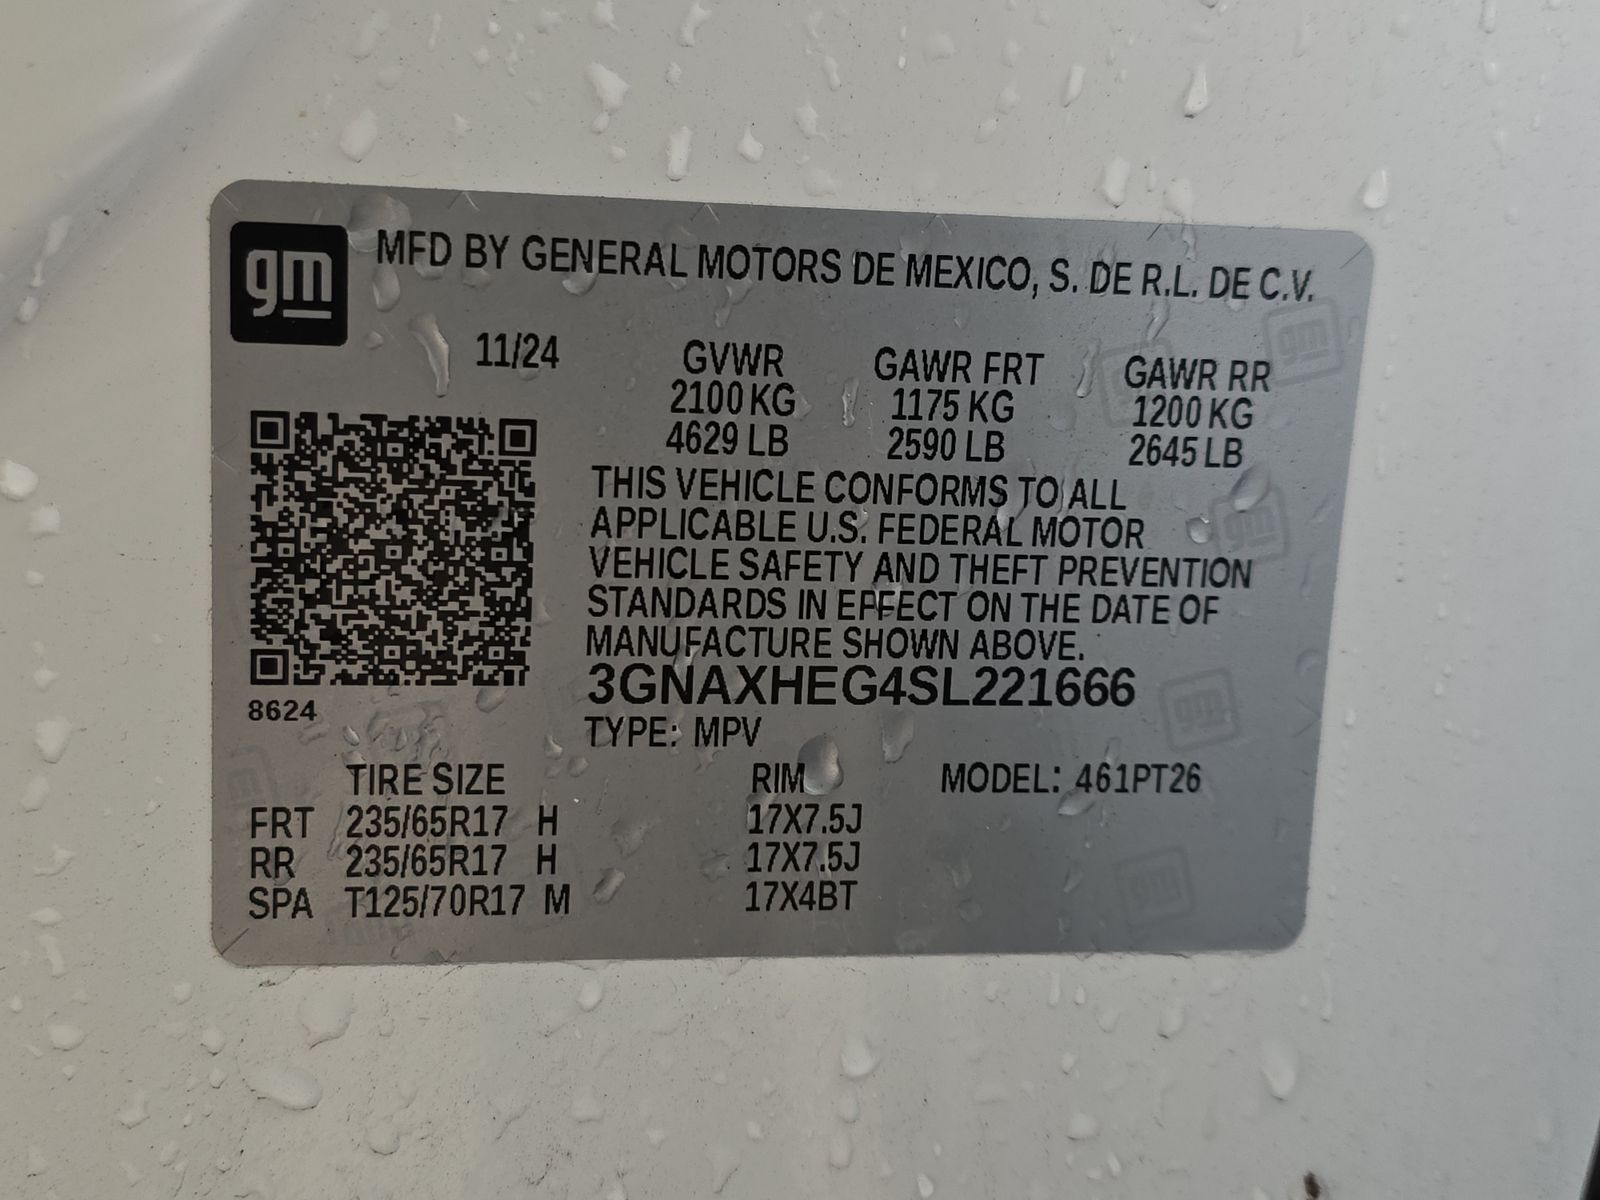 gm MFD BY GENERAL MOTORS DE MEXICO, S. DE R.L. DE C.V.
11/24 GVWR GAWR FRT GAWR RR
2100 KG 1175 KG 1200 KG
4629 LB 2590 LB 2645 LB
THIS VEHICLE CONFORMS TO ALL
APPLICABLE U.S. FEDERAL MOTOR
VEHICLE SAFETY AND THEFT PREVENTION
STANDARDS IN EFFECT ON THE DATE OF
MANUFACTURE SHOWN ABOVE.
3GNAXHEG4SL221666
8624
TYPE: MPV
TIRE SIZE RIM MODEL: 461PT26
FRT 235/65R17 H 17X7.5J
RR 235/65R17 H 17X7.5J
SPA T125/70R17 M 17X4BT